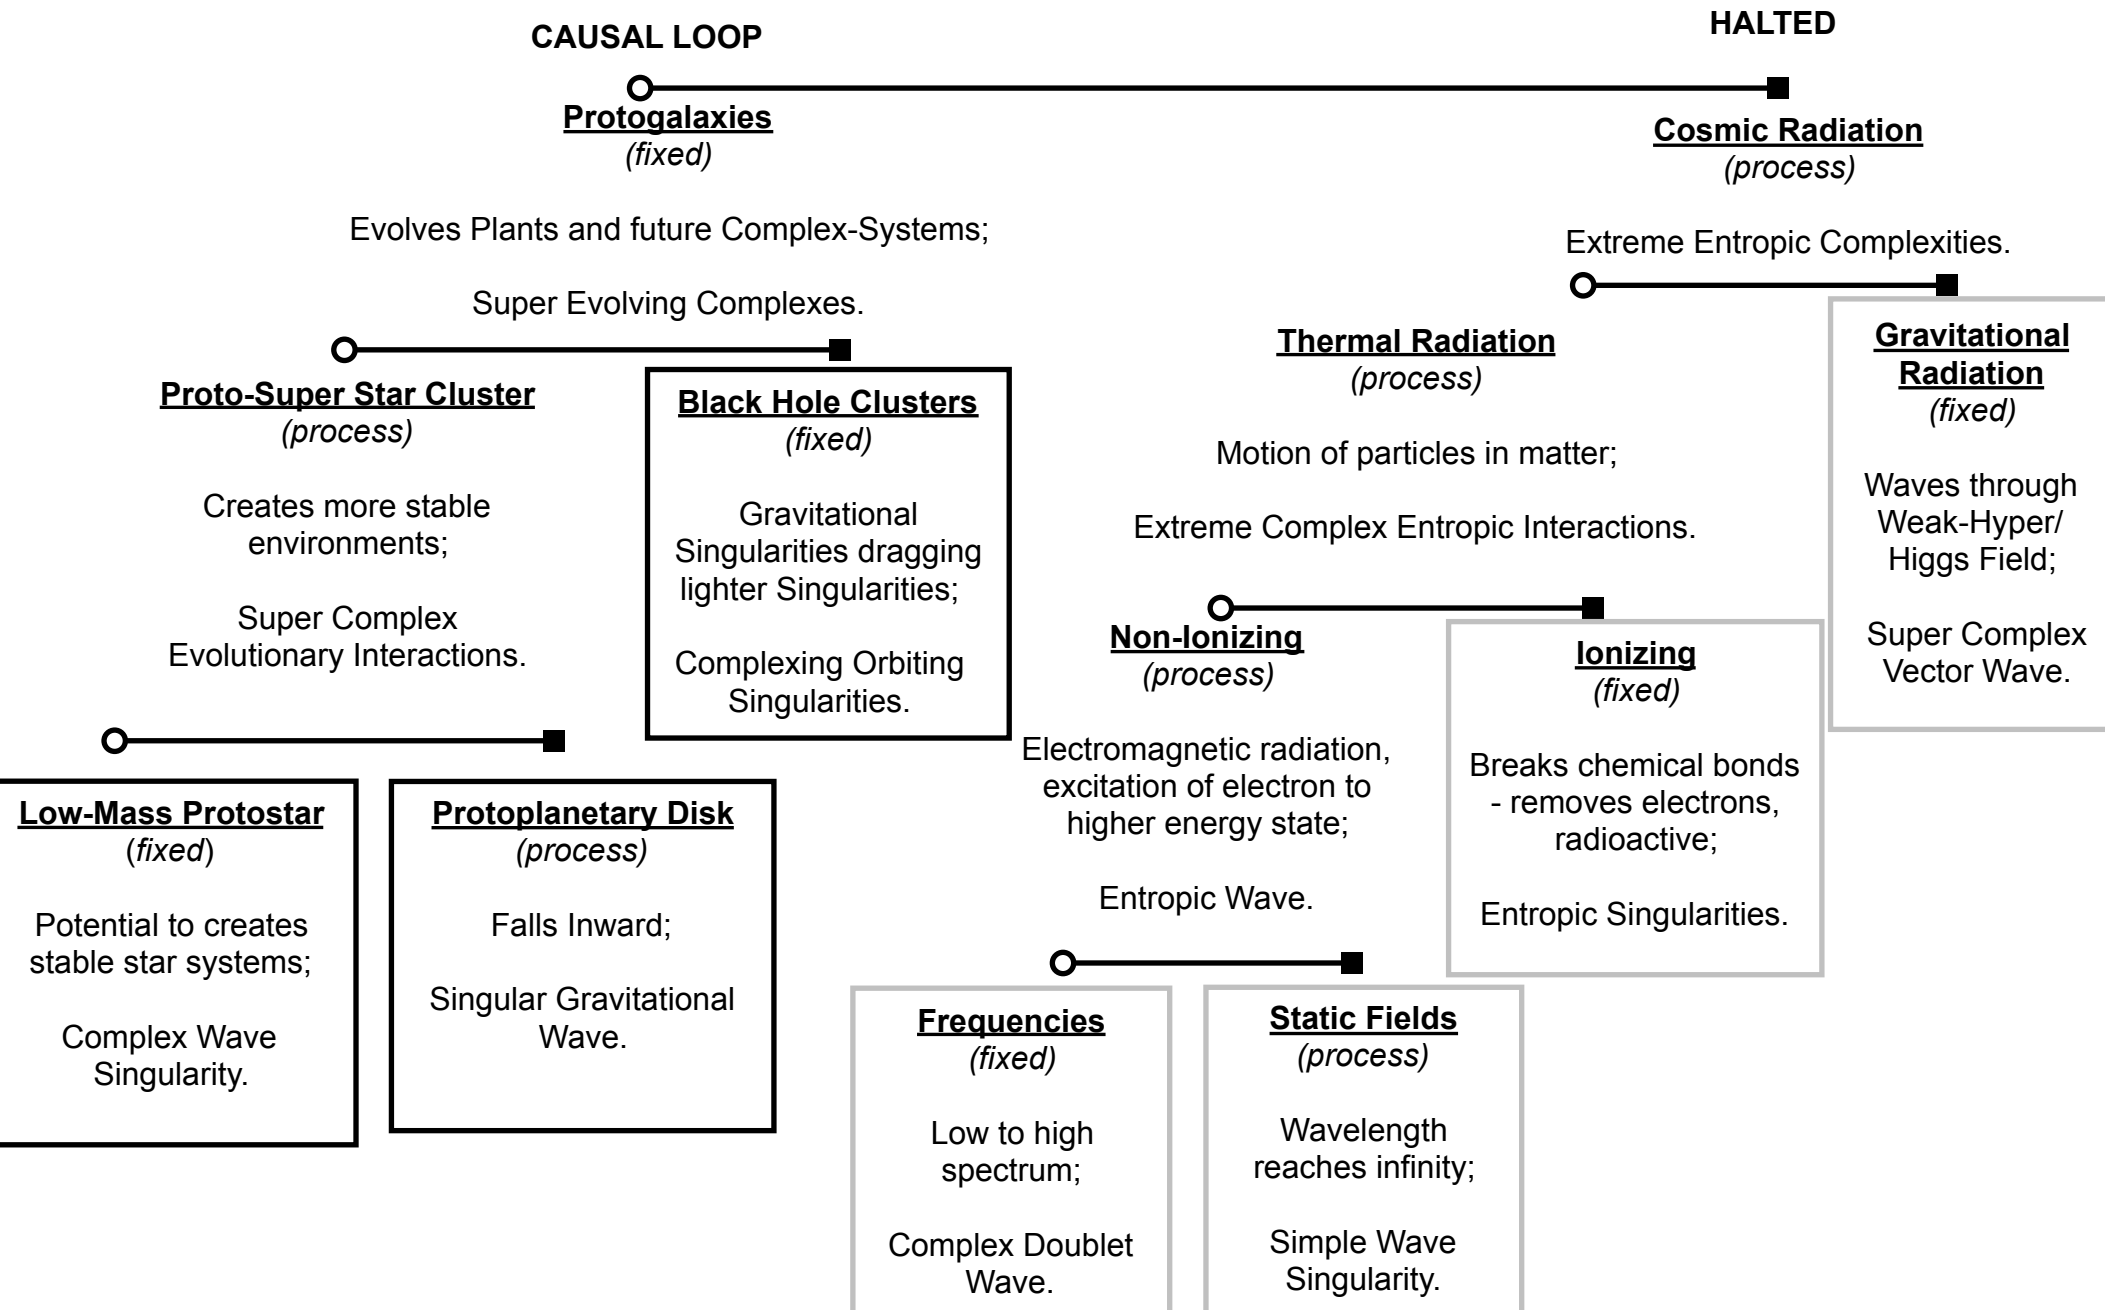 CAUSAL LOOP
HALTED
Protogalaxies
(fixed)
Evolves Plants and future Complex-Systems;
Super Evolving Complexes.
Cosmic Radiation
(process)
Extreme Entropic Complexities.
Proto-Super Star Cluster
(process)
Creates more stable
environments;
Super Complex
Evolutionary Interactions.
Black Hole Clusters
(fixed)
Gravitational
Singularities dragging
lighter Singularities;
Complexing Orbiting
Singularities.
Low-Mass Protostar
(fixed)
Potential to creates
stable star systems;
Complex Wave
Singularity.
Protoplanetary Disk
(process)
Falls Inward;
Singular Gravitational
Wave.
Thermal Radiation
(process)
Motion of particles in matter;
Extreme Complex Entropic Interactions.
Gravitational
Radiation
(fixed)
Waves through
Weak-Hyper/
Higgs Field;
Super Complex
Vector Wave.
Non-Ionizing
(process)
Electromagnetic radiation,
excitation of electron to
higher energy state;
Entropic Wave.
Ionizing
(fixed)
Breaks chemical bonds
- removes electrons,
radioactive;
Entropic Singularities.
Frequencies
(fixed)
Low to high
spectrum;
Complex Doublet
Wave.
Static Fields
(process)
Wavelength
reaches infinity;
Simple Wave
Singularity.